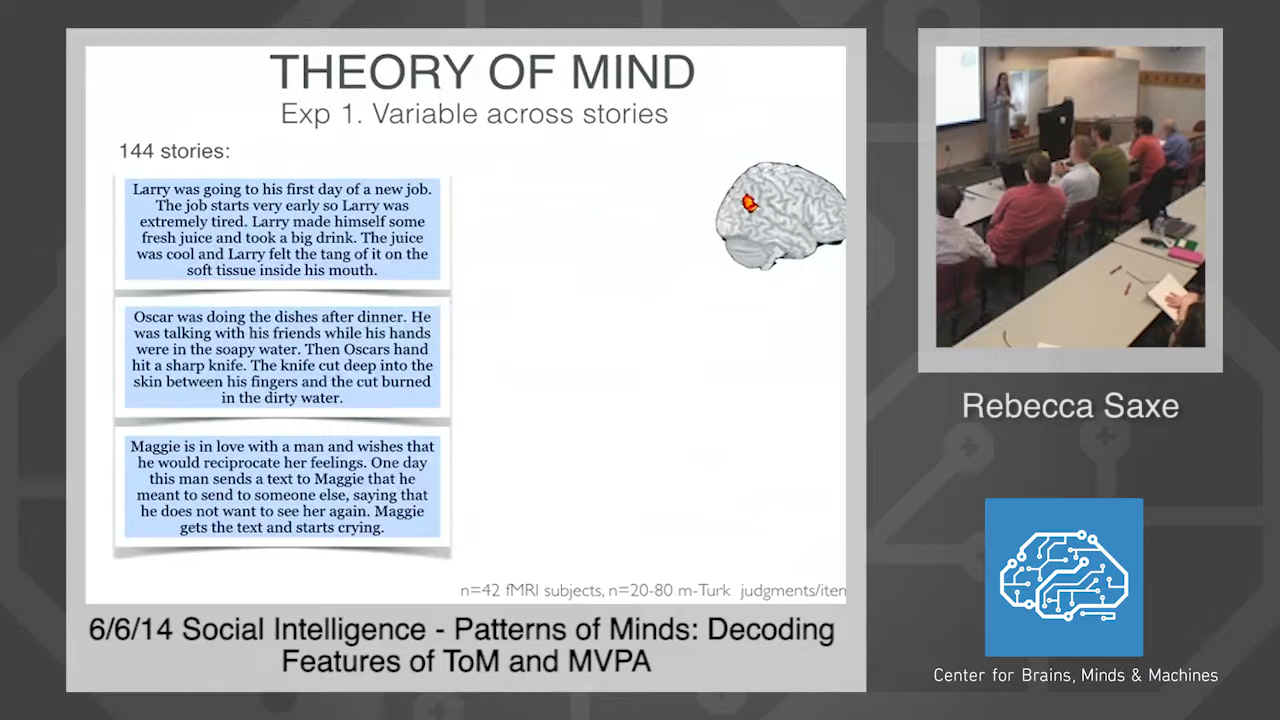 THEORY OF MIND
Exp 1. Variable across stories
144 stories:
Larry was going to his first day of a new job.
The job starts very early so Larry was
extremely tired. Larry made himself some
fresh juice and took a big drink. The juice
was cool and Larry felt the tang of it on the
soft tissue inside his mouth.
Oscar was doing the dishes after dinner. He
was talking with his friends while his hands
were in the soapy water. Then Oscars hand
hit a sharp knife. The knife cut deep into the
skin between his fingers and the cut burned
in the dirty water.
Maggie is in love with a man and wishes that
he would reciprocate her feelings. One day
this man sends a text to Maggie that he
meant to send to someone else, saying that
he does not want to see her again. Maggie
gets the text and starts crying.
n=42 fMRI subjects, n=20-80 m-Turk judgments/iten
6/6/14 Social Intelligence - Patterns of Minds: Decoding
Features of ToM and MVPA
Rebecca Saxe
Center for Brains, Minds & Machines